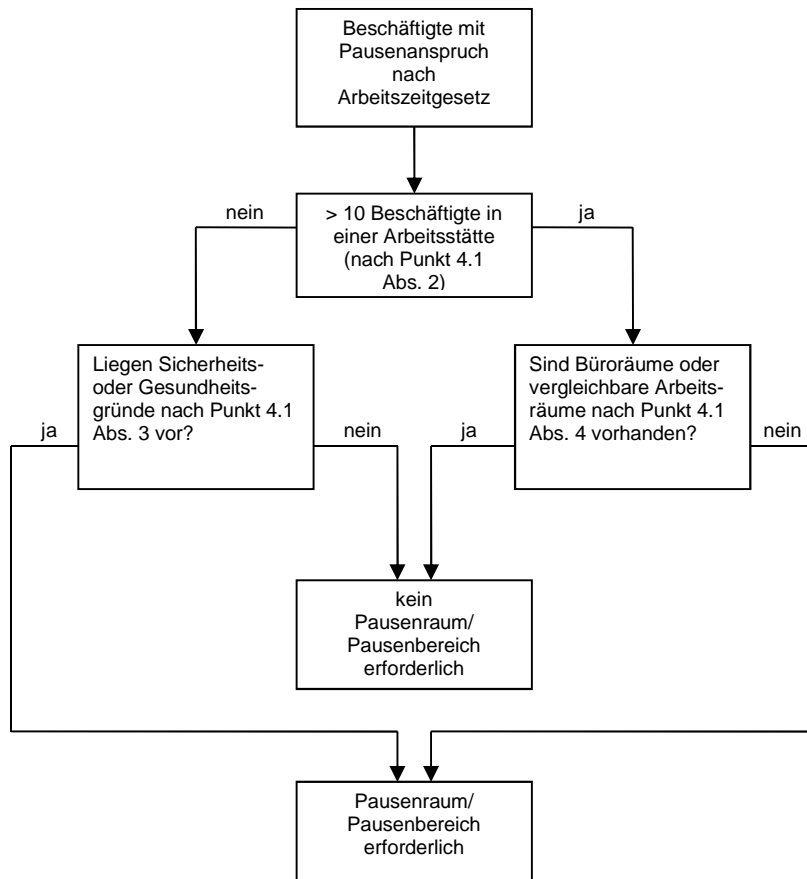 Beschäftigte mit
Pausenanspruch
nach
Arbeitszeitgesetz
nein
> 10 Beschäftigte in
einer Arbeitsstätte
(nach Punkt 4.1
Abs. 2)
ja
Liegen Sicherheits-
oder Gesundheits-
gründe nach Punkt 4.1
Abs. 3 vor?
ja
nein
Sind Büroräume oder
vergleichbare Arbeits-
räume nach Punkt 4.1
Abs. 4 vorhanden?
ja
nein
kein
Pausenraum/
Pausenbereich
erforderlich
Pausenraum/
Pausenbereich
erforderlich